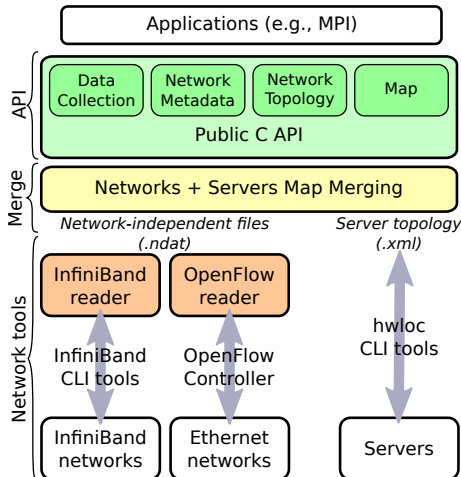 Applications (e.g., MPI)
API
Data
Collection
Network
Metadata
Network
Topology
Map
Public C API
Merge
Networks + Servers Map Merging
Network-independent files
(.ndat)
Server topology
(.xml)
Network tools
InfiniBand
reader
OpenFlow
reader
InfiniBand
CLI tools
OpenFlow
Controller
hwloc
CLI tools
InfiniBand
networks
Ethernet
networks
Servers